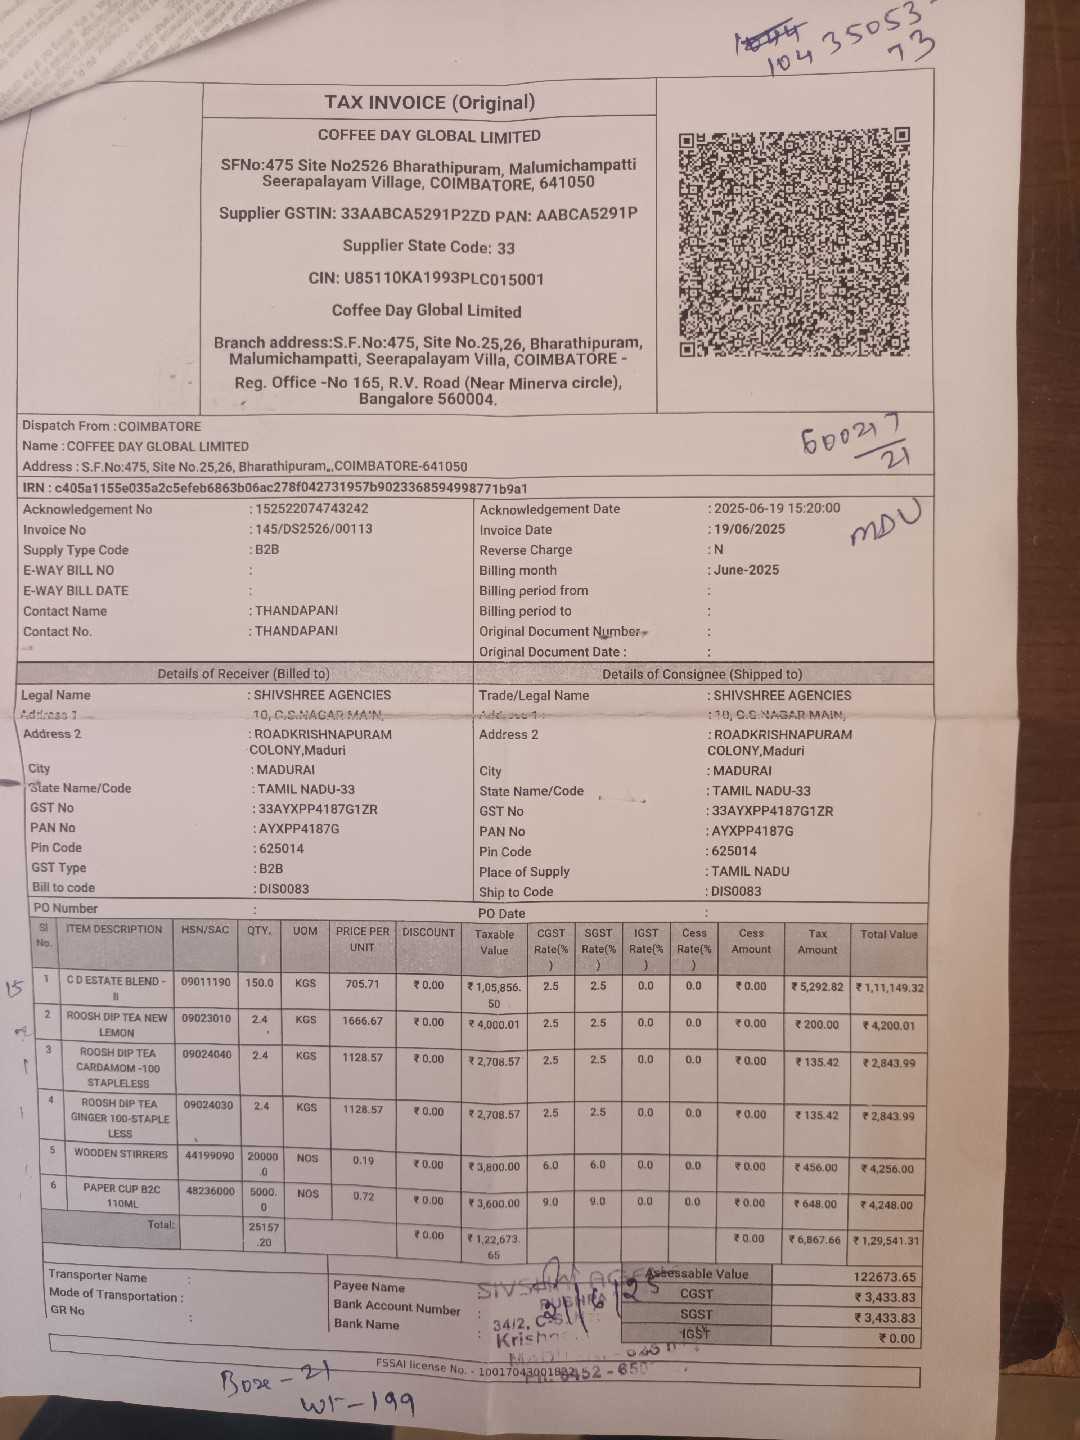 10435053
73
TAX INVOICE (Original)
COFFEE DAY GLOBAL LIMITED
SFNo:475 Site No2526 Bharathipuram, Malumichampatti
Seerapalayam Village, COIMBATORE, 641050
Supplier GSTIN: 33AABCA5291P2ZD PAN: AABCA5291P
Supplier State Code: 33
CIN: U85110KA1993PLC015001
Coffee Day Global Limited
Branch address:S.F.No:475, Site No.25,26, Bharathipuram,
Malumichampatti, Seerapalayam Villa, COIMBATORE -
Reg. Office -No 165, R.V. Road (Near Minerva circle),
Bangalore 560004.
Dispatch From : COIMBATORE
Name : COFFEE DAY GLOBAL LIMITED
Address : S.F.No:475, Site No.25,26, Bharathipuram,,COIMBATORE-641050
600217
21
IRN : c405a1155e035a2c5efeb6863b06ac278f042731957b9023368594998771b9a1
Acknowledgement No : 152522074743242 Acknowledgement Date : 2025-06-19 15:20:00
Invoice No : 145/DS2526/00113 Invoice Date : 19/06/2025
MDU
Supply Type Code : B2B Reverse Charge : N
E-WAY BILL NO : Billing month : June-2025
E-WAY BILL DATE : Billing period from :
Contact Name : THANDAPANI Billing period to :
Contact No. : THANDAPANI Original Document Number :
Original Document Date : :
Details of Receiver (Billed to) Details of Consignee (Shipped to)
Legal Name : SHIVSHREE AGENCIES Trade/Legal Name : SHIVSHREE AGENCIES
Address 1 10, C.S.NAGAR MAIN, Address 1 : : 10, C.S.NAGAR MAIN,
Address 2 : ROADKRISHNAPURAM COLONY,Maduri Address 2 : ROADKRISHNAPURAM COLONY,Maduri
City : MADURAI City : MADURAI
State Name/Code : TAMIL NADU-33 State Name/Code : TAMIL NADU-33
GST No : 33AYXPP4187G1ZR GST No : 33AYXPP4187G1ZR
PAN No : AYXPP4187G PAN No : AYXPP4187G
Pin Code : 625014 Pin Code : 625014
GST Type : B2B Place of Supply : TAMIL NADU
Bill to code : DIS0083 Ship to Code : DIS0083
PO Number : PO Date :
SI No. ITEM DESCRIPTION HSN/SAC QTY. UOM PRICE PER UNIT DISCOUNT Taxable Value CGST Rate(%) SGST Rate(%) IGST Rate(%) Cess Rate(%) Cess Amount Tax Amount Total Value
15 1 C D ESTATE BLEND - II 09011190 150.0 KGS 705.71 ₹ 0.00 ₹ 1,05,856.50 2.5 2.5 0.0 0.0 ₹ 0.00 ₹ 5,292.82 ₹ 1,11,149.32
2 ROOSH DIP TEA NEW LEMON 09023010 2.4 KGS 1666.67 ₹ 0.00 ₹ 4,000.01 2.5 2.5 0.0 0.0 ₹ 0.00 ₹ 200.00 ₹ 4,200.01
3 ROOSH DIP TEA CARDAMOM -100 STAPLELESS 09024040 2.4 KGS 1128.57 ₹ 0.00 ₹ 2,708.57 2.5 2.5 0.0 0.0 ₹ 0.00 ₹ 135.42 ₹ 2,843.99
4 ROOSH DIP TEA GINGER 100-STAPLE LESS 09024030 2.4 KGS 1128.57 ₹ 0.00 ₹ 2,708.57 2.5 2.5 0.0 0.0 ₹ 0.00 ₹ 135.42 ₹ 2,843.99
5 WOODEN STIRRERS 44199090 20000.0 NOS 0.19 ₹ 0.00 ₹ 3,800.00 6.0 6.0 0.0 0.0 ₹ 0.00 ₹ 456.00 ₹ 4,256.00
6 PAPER CUP B2C 110ML 48236000 5000.0 NOS 0.72 ₹ 0.00 ₹ 3,600.00 9.0 9.0 0.0 0.0 ₹ 0.00 ₹ 648.00 ₹ 4,248.00
Total: 25157.20 ₹ 0.00 ₹ 1,22,673.65 ₹ 0.00 ₹ 6,867.66 ₹ 1,29,541.31
Transporter Name : Payee Name Assessable Value 122673.65
Mode of Transportation : Bank Account Number : CGST ₹ 3,433.83
GR No : Bank Name : SGST ₹ 3,433.83
IGST ₹ 0.00
21/6/25
34/2, C.S.
FSSAI license No. - 10017043001832
Boxe - 21
wt - 199